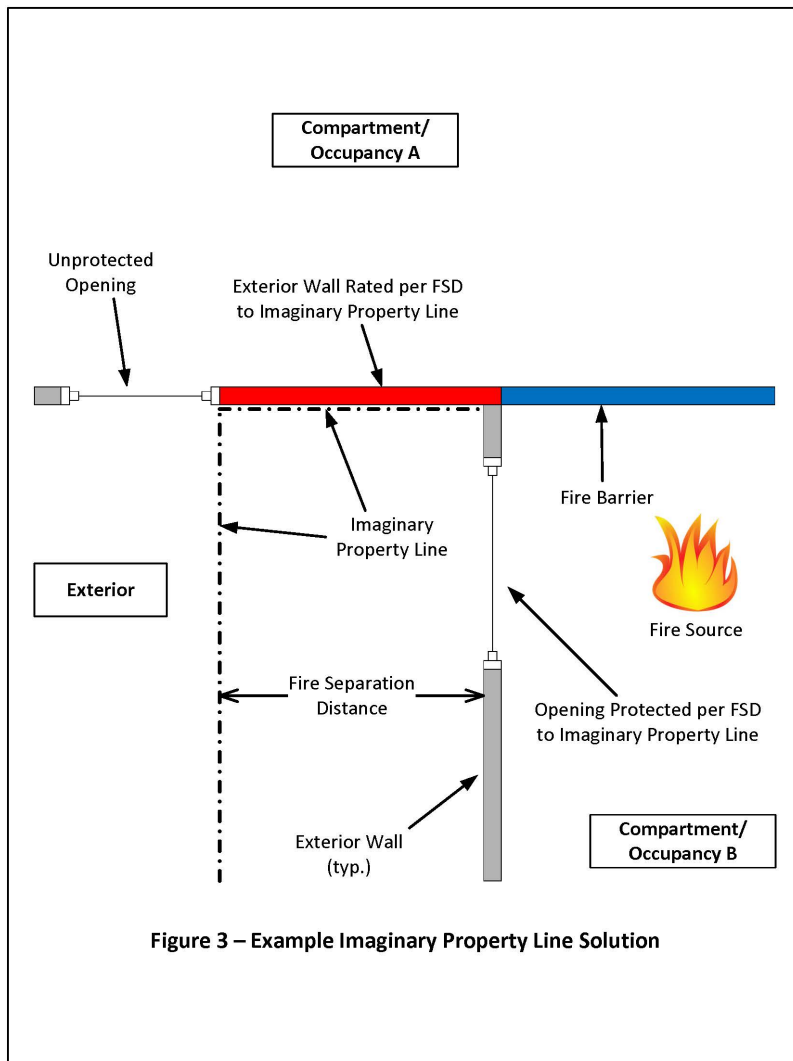 Compartment/
Occupancy A
Unprotected
Opening
Exterior Wall Rated per FSD
to Imaginary Property Line
Fire Barrier
Imaginary
Property Line
Exterior
Fire Source
Fire Separation
Distance
Opening Protected per FSD
to Imaginary Property Line
Exterior Wall
(typ.)
Compartment/
Occupancy B
Figure 3 – Example Imaginary Property Line Solution